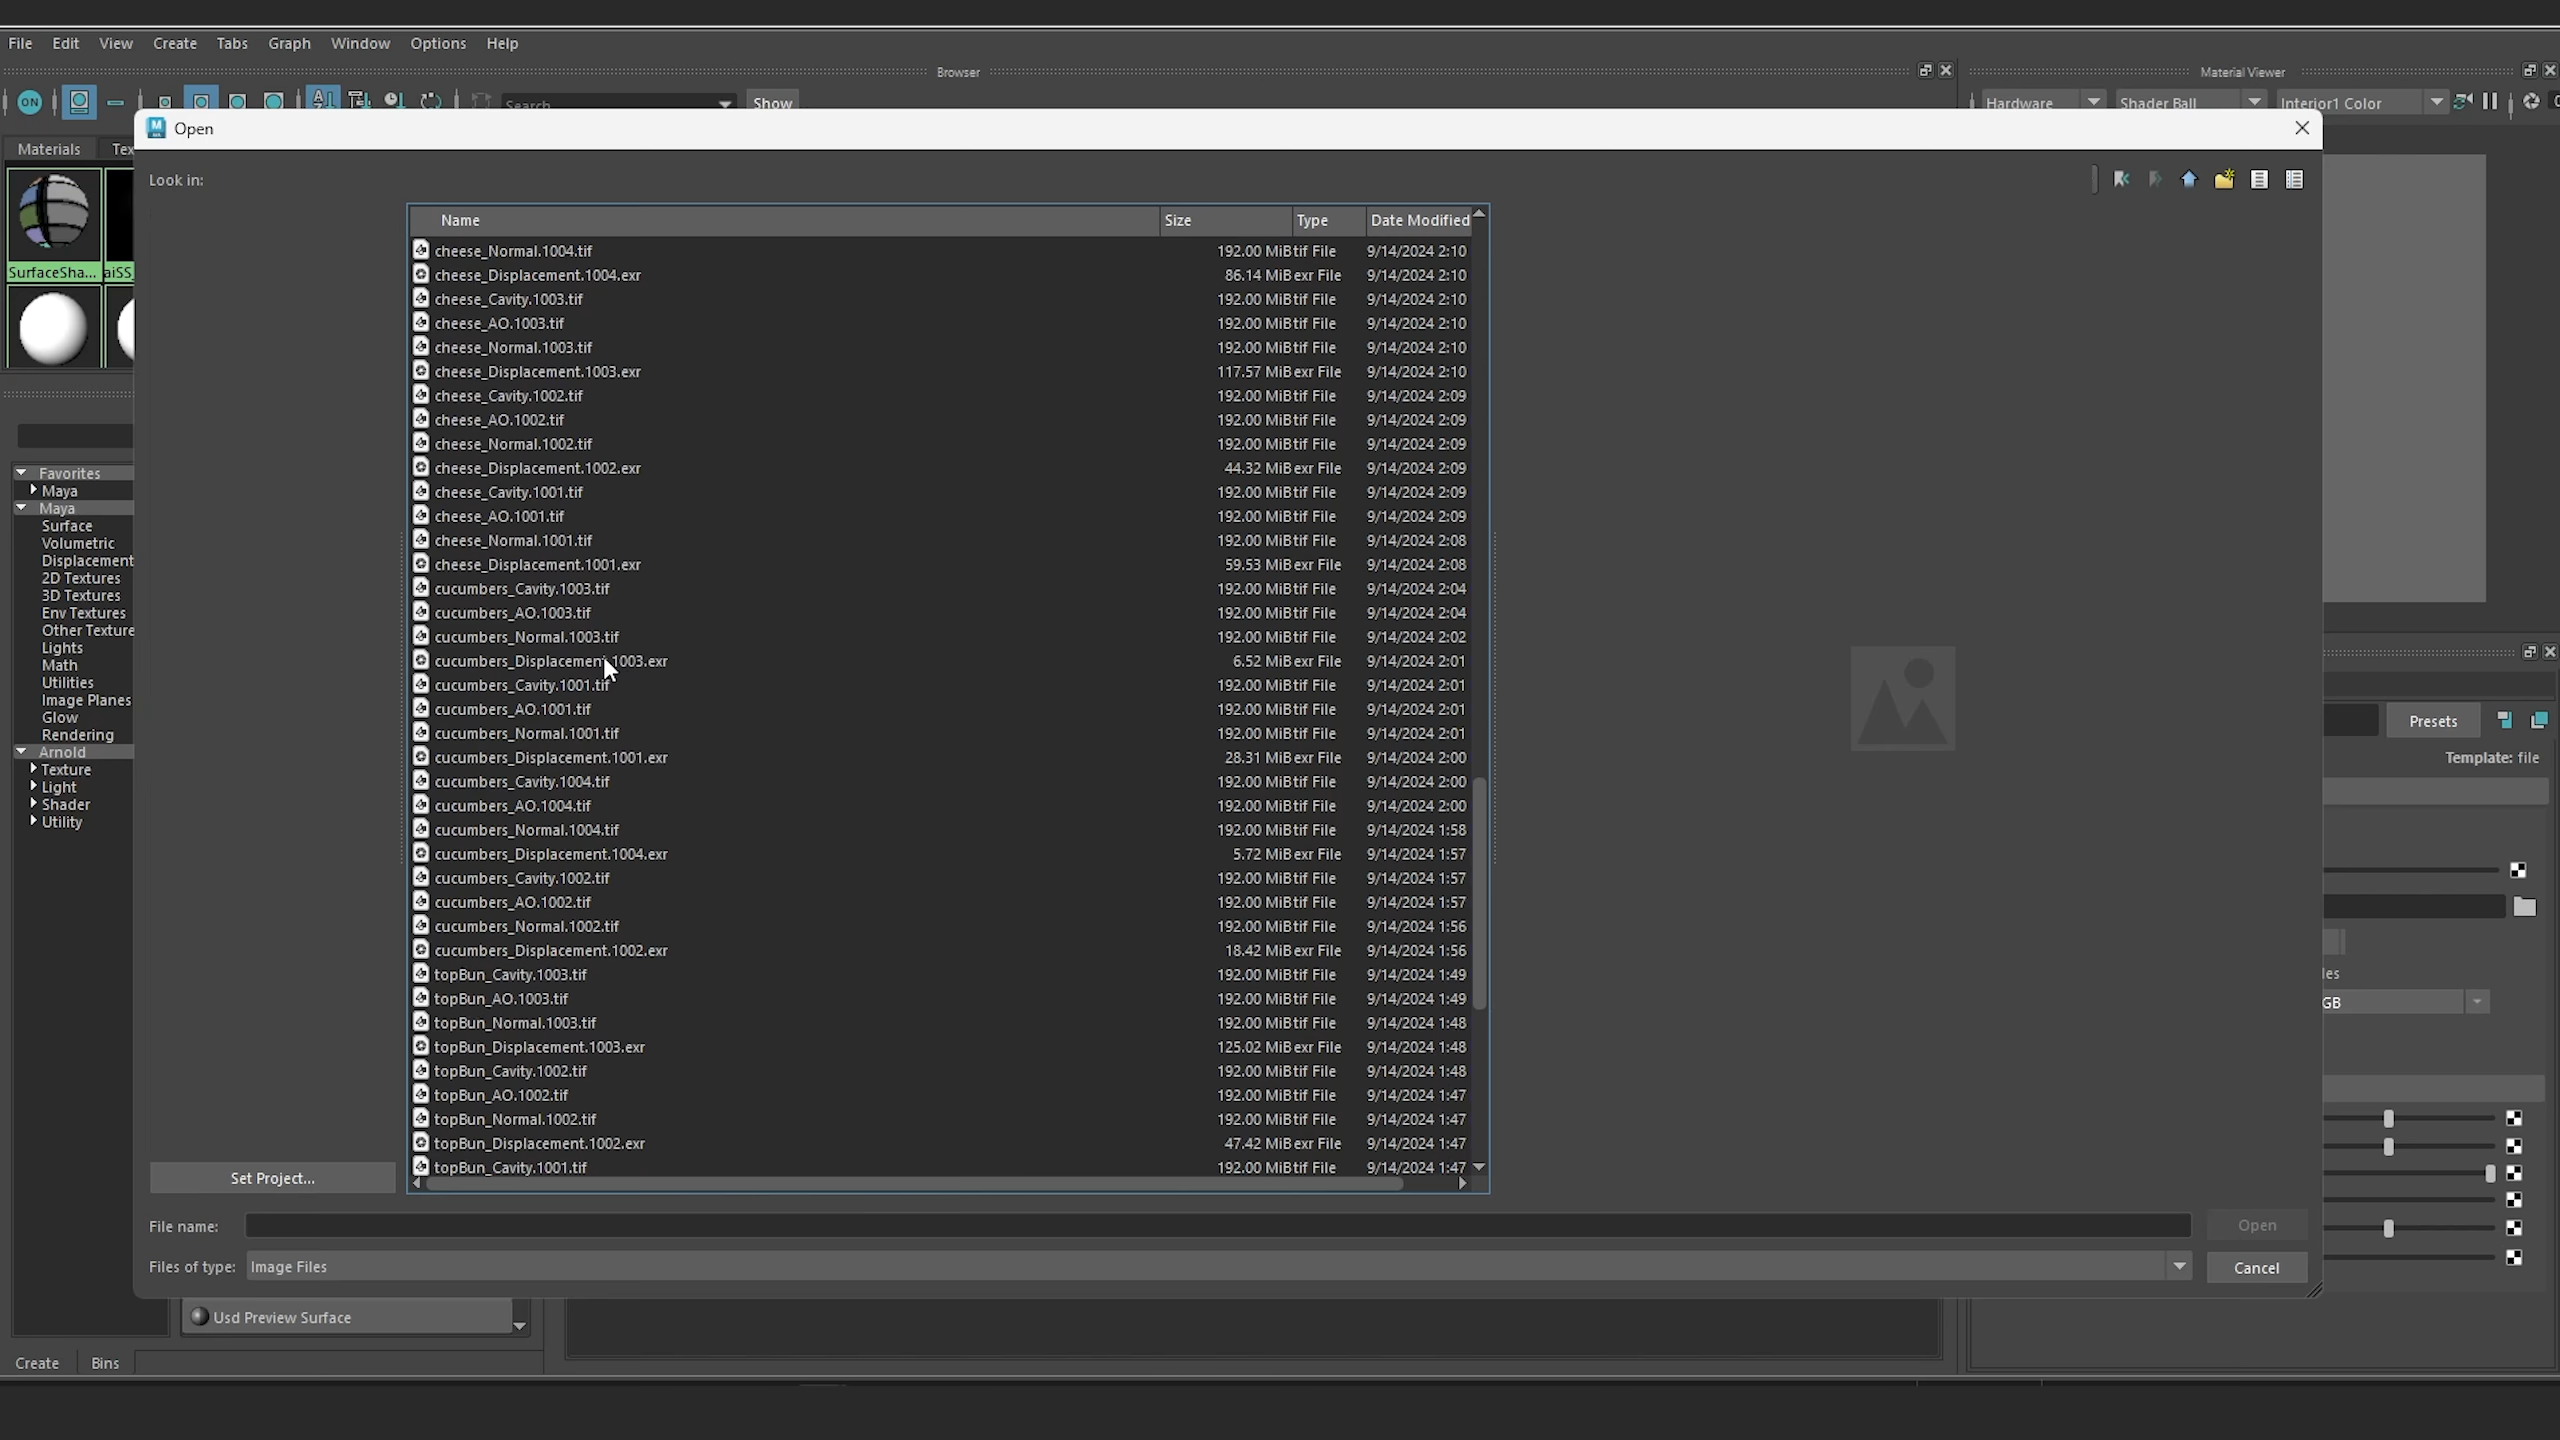 File Edit View Create Tabs Graph Window Options Help
Browser
Material Viewer
ON
Search
Show
Hardware
Shader Ball
Interior1 Color
Open
Materials Tex
Look in:
SurfaceSha... aiSS_
Name Size Type Date Modified
cheese_Normal.1004.tif 192.00 MiB tif File 9/14/2024 2:10
cheese_Displacement.1004.exr 86.14 MiB exr File 9/14/2024 2:10
cheese_Cavity.1003.tif 192.00 MiB tif File 9/14/2024 2:10
cheese_AO.1003.tif 192.00 MiB tif File 9/14/2024 2:10
cheese_Normal.1003.tif 192.00 MiB tif File 9/14/2024 2:10
cheese_Displacement.1003.exr 117.57 MiB exr File 9/14/2024 2:10
cheese_Cavity.1002.tif 192.00 MiB tif File 9/14/2024 2:09
cheese_AO.1002.tif 192.00 MiB tif File 9/14/2024 2:09
cheese_Normal.1002.tif 192.00 MiB tif File 9/14/2024 2:09
cheese_Displacement.1002.exr 44.32 MiB exr File 9/14/2024 2:09
cheese_Cavity.1001.tif 192.00 MiB tif File 9/14/2024 2:09
cheese_AO.1001.tif 192.00 MiB tif File 9/14/2024 2:09
cheese_Normal.1001.tif 192.00 MiB tif File 9/14/2024 2:08
cheese_Displacement.1001.exr 59.53 MiB exr File 9/14/2024 2:08
cucumbers_Cavity.1003.tif 192.00 MiB tif File 9/14/2024 2:04
cucumbers_AO.1003.tif 192.00 MiB tif File 9/14/2024 2:04
cucumbers_Normal.1003.tif 192.00 MiB tif File 9/14/2024 2:02
cucumbers_Displacement.1003.exr 6.52 MiB exr File 9/14/2024 2:01
cucumbers_Cavity.1001.tif 192.00 MiB tif File 9/14/2024 2:01
cucumbers_AO.1001.tif 192.00 MiB tif File 9/14/2024 2:01
cucumbers_Normal.1001.tif 192.00 MiB tif File 9/14/2024 2:01
cucumbers_Displacement.1001.exr 28.31 MiB exr File 9/14/2024 2:00
cucumbers_Cavity.1004.tif 192.00 MiB tif File 9/14/2024 2:00
cucumbers_AO.1004.tif 192.00 MiB tif File 9/14/2024 2:00
cucumbers_Normal.1004.tif 192.00 MiB tif File 9/14/2024 1:58
cucumbers_Displacement.1004.exr 5.72 MiB exr File 9/14/2024 1:57
cucumbers_Cavity.1002.tif 192.00 MiB tif File 9/14/2024 1:57
cucumbers_AO.1002.tif 192.00 MiB tif File 9/14/2024 1:57
cucumbers_Normal.1002.tif 192.00 MiB tif File 9/14/2024 1:56
cucumbers_Displacement.1002.exr 18.42 MiB exr File 9/14/2024 1:56
topBun_Cavity.1003.tif 192.00 MiB tif File 9/14/2024 1:49
topBun_AO.1003.tif 192.00 MiB tif File 9/14/2024 1:49
topBun_Normal.1003.tif 192.00 MiB tif File 9/14/2024 1:48
topBun_Displacement.1003.exr 125.02 MiB exr File 9/14/2024 1:48
topBun_Cavity.1002.tif 192.00 MiB tif File 9/14/2024 1:48
topBun_AO.1002.tif 192.00 MiB tif File 9/14/2024 1:47
topBun_Normal.1002.tif 192.00 MiB tif File 9/14/2024 1:47
topBun_Displacement.1002.exr 47.42 MiB exr File 9/14/2024 1:47
topBun_Cavity.1001.tif 192.00 MiB tif File 9/14/2024 1:47
Favorites
Maya
Maya
Surface
Volumetric
Displacement
2D Textures
3D Textures
Env Textures
Other Texture
Lights
Math
Utilities
Image Planes
Glow
Rendering
Arnold
Texture
Light
Shader
Utility
Presets
Template: file
les
GB
Set Project...
File name:
Open
Files of type: Image Files
Cancel
Usd Preview Surface
Create Bins